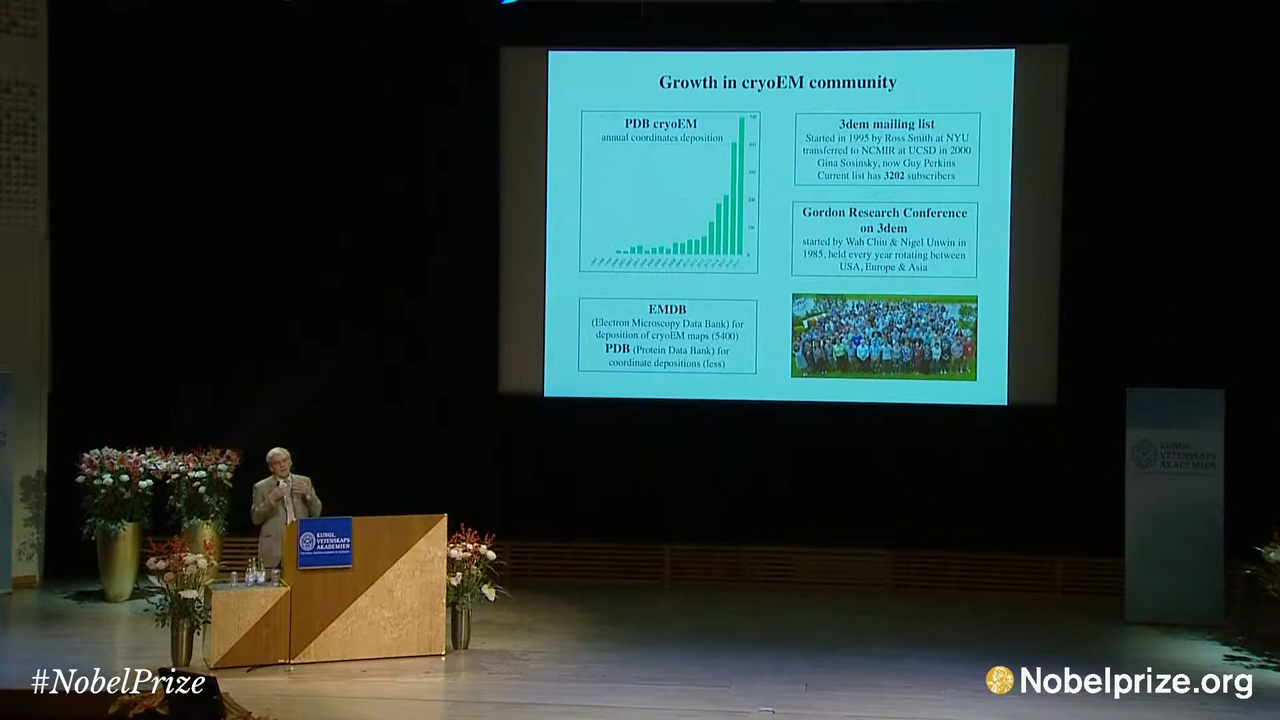 Growth in cryoEM community
PDB cryoEM
annual coordinates deposition
3dem mailing list
Started in 1995 by Ross Smith at NYU
transferred to NCMIR at UCSD in 2000
Gina Sosinsky, now Guy Perkins
Current list has 3202 subscribers
Gordon Research Conference
on 3dem
started by Wah Chiu & Nigel Unwin in
1985, held every year rotating between
USA, Europe & Asia
EMDB
(Electron Microscopy Data Bank) for
deposition of cryoEM maps (5400)
PDB (Protein Data Bank) for
coordinate depositions (less)
KUNGL.
VETENSKAPS
AKADEMIEN
KUNGL.
VETENSKAPS
AKADEMIEN
#NobelPrize
Nobelprize.org